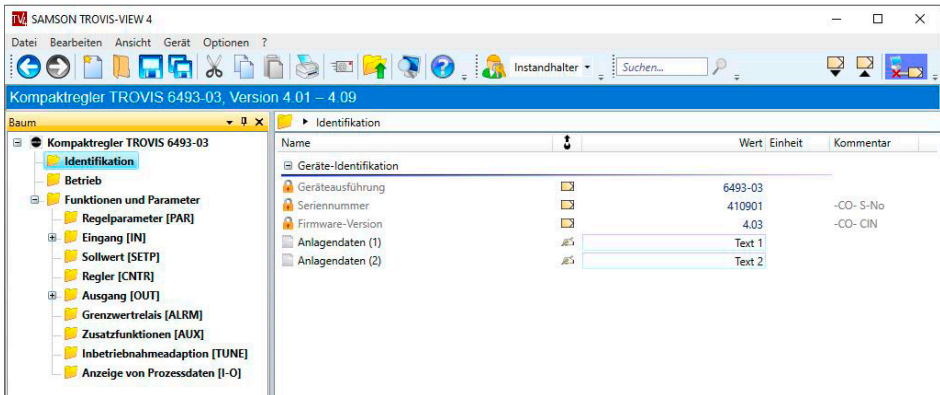 TV4 SAMSON TROVIS-VIEW 4
Datei Bearbeiten Ansicht Gerät Optionen ?
Instandhalter Suchen...
Kompaktregler TROVIS 6493-03, Version 4.01 – 4.09
Baum
Kompaktregler TROVIS 6493-03
Identifikation
Betrieb
Funktionen und Parameter
Regelparameter [PAR]
Eingang [IN]
Sollwert [SETP]
Regler [CNTR]
Ausgang [OUT]
Grenzwertrelais [ALRM]
Zusatzfunktionen [AUX]
Inbetriebnahmeadaption [TUNE]
Anzeige von Prozessdaten [I-O]
Identifikation
Name Wert Einheit Kommentar
Geräte-Identifikation
Geräteausführung 6493-03
Seriennummer 410901 -CO- S-No
Firmware-Version 4.03 -CO- CIN
Anlagendaten (1) Text 1
Anlagendaten (2) Text 2